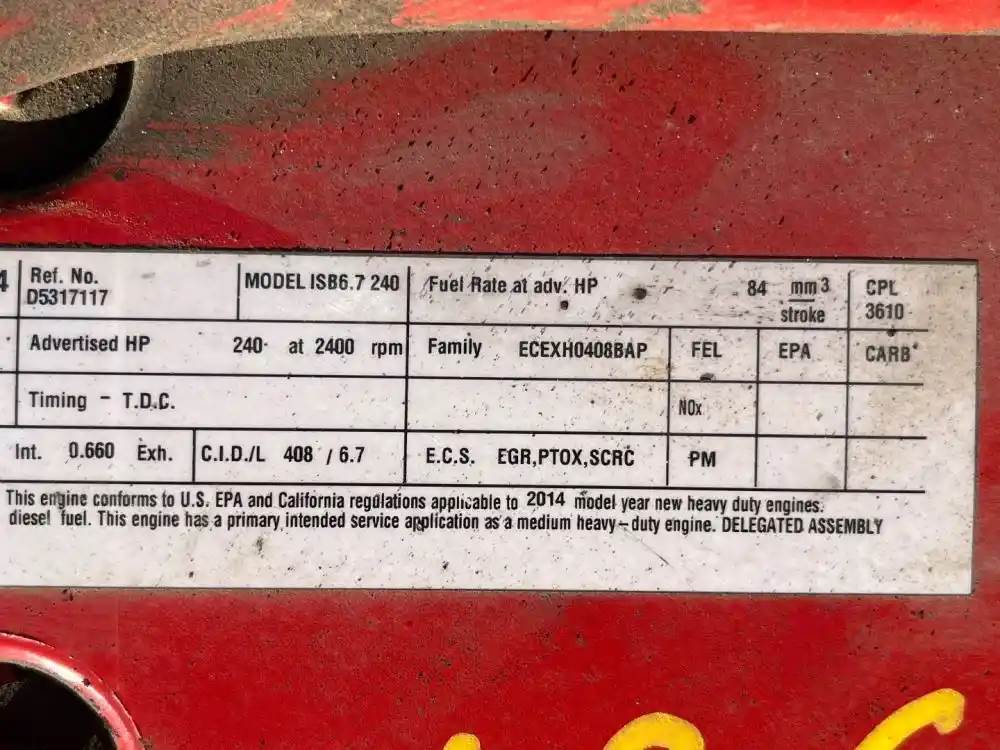 4 Ref. No. MODEL ISB6.7 240 Fuel Rate at adv. HP 84 mm3 CPL
D5317117 stroke 3610
Advertised HP 240 at 2400 rpm Family ECEXH0408BAP FEL EPA CARB
Timing - T.D.C. NOx
Int. 0.660 Exh. C.I.D./L 408 / 6.7 E.C.S. EGR,PTOX,SCRC PM
This engine conforms to U.S. EPA and California regulations applicable to 2014 model year new heavy duty engines.
diesel fuel. This engine has a primary intended service application as a medium heavy-duty engine. DELEGATED ASSEMBLY